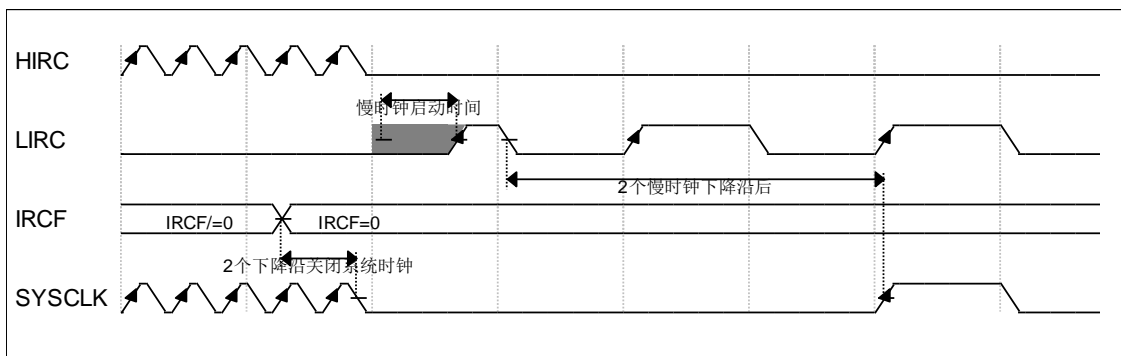 HIRC
慢时钟启动时间
LIRC
2个慢时钟下降沿后
IRCF
IRCF/=0
IRCF=0
2个下降沿关闭系统时钟
SYSCLK